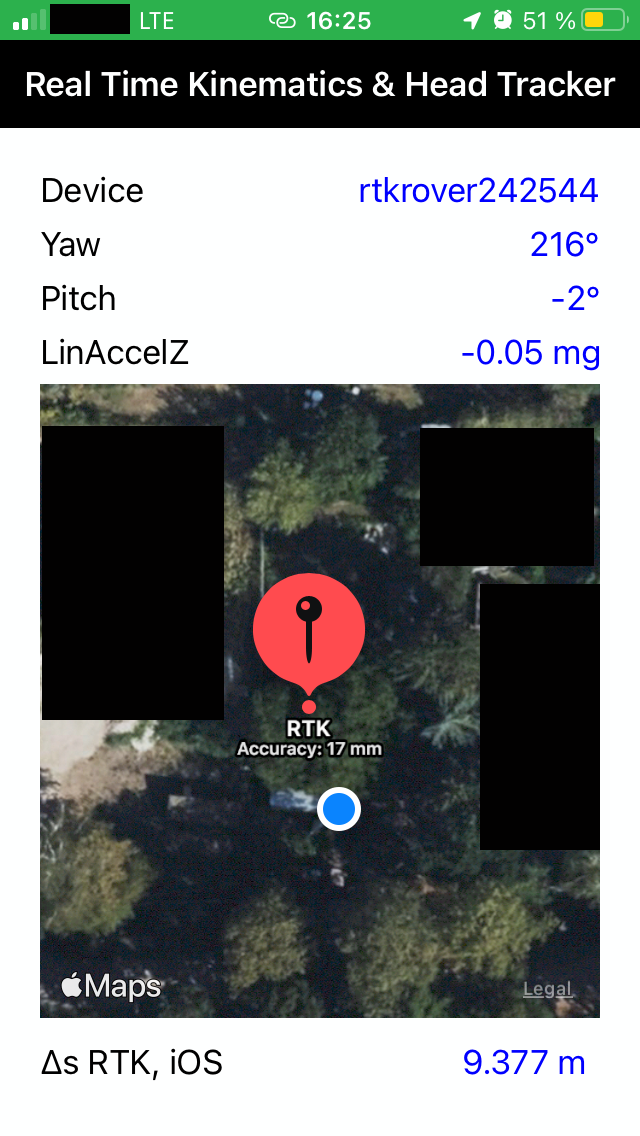 LTE 16:25 51 %
Real Time Kinematics & Head Tracker
Device rtkrover242544
Yaw 216°
Pitch -2°
LinAccelZ -0.05 mg
RTK
Accuracy: 17 mm
Maps Legal
Δs RTK, iOS 9.377 m